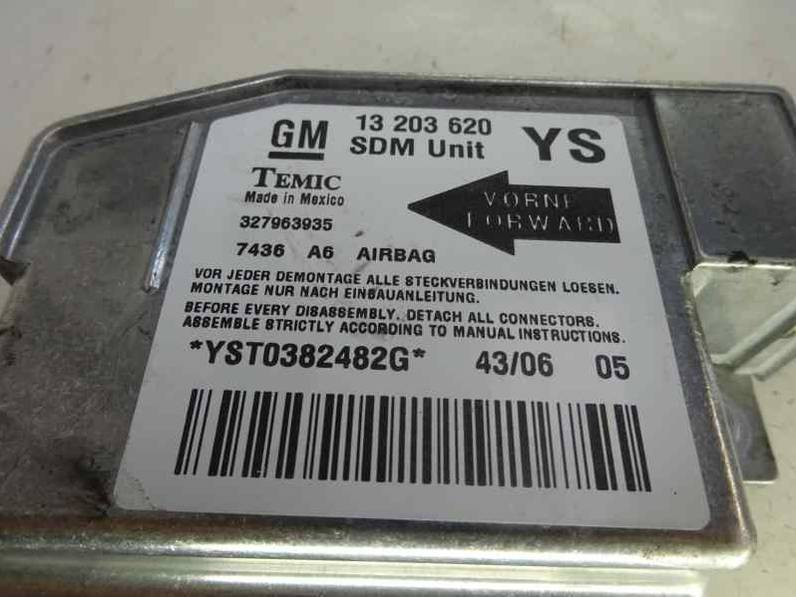 GM 13 203 620 YS
SDM Unit
TEMIC
Made in Mexico
VORNE
FORWARD
327963935
7436 A6 AIRBAG
VOR JEDER DEMONTAGE ALLE STECKVERBINDUNGEN LOESEN.
MONTAGE NUR NACH EINBAUANLEITUNG.
BEFORE EVERY DISASSEMBLY. DETACH ALL CONNECTORS.
ASSEMBLE STRICTLY ACCORDING TO MANUAL INSTRUCTIONS.
*YST0382482G* 43/06 05